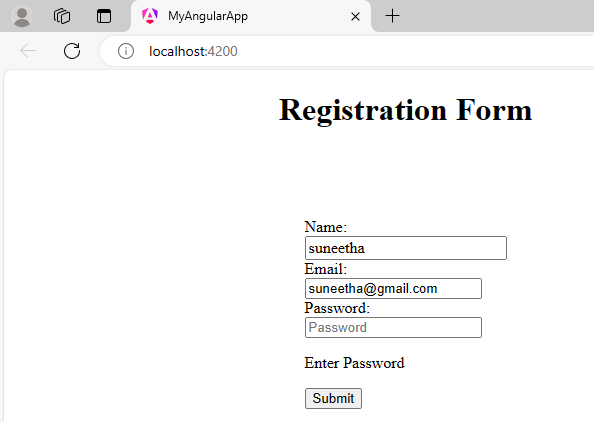 MyAngularApp
localhost:4200
Registration Form
Name:
suneetha
Email:
suneetha@gmail.com
Password:
Password
Enter Password
Submit